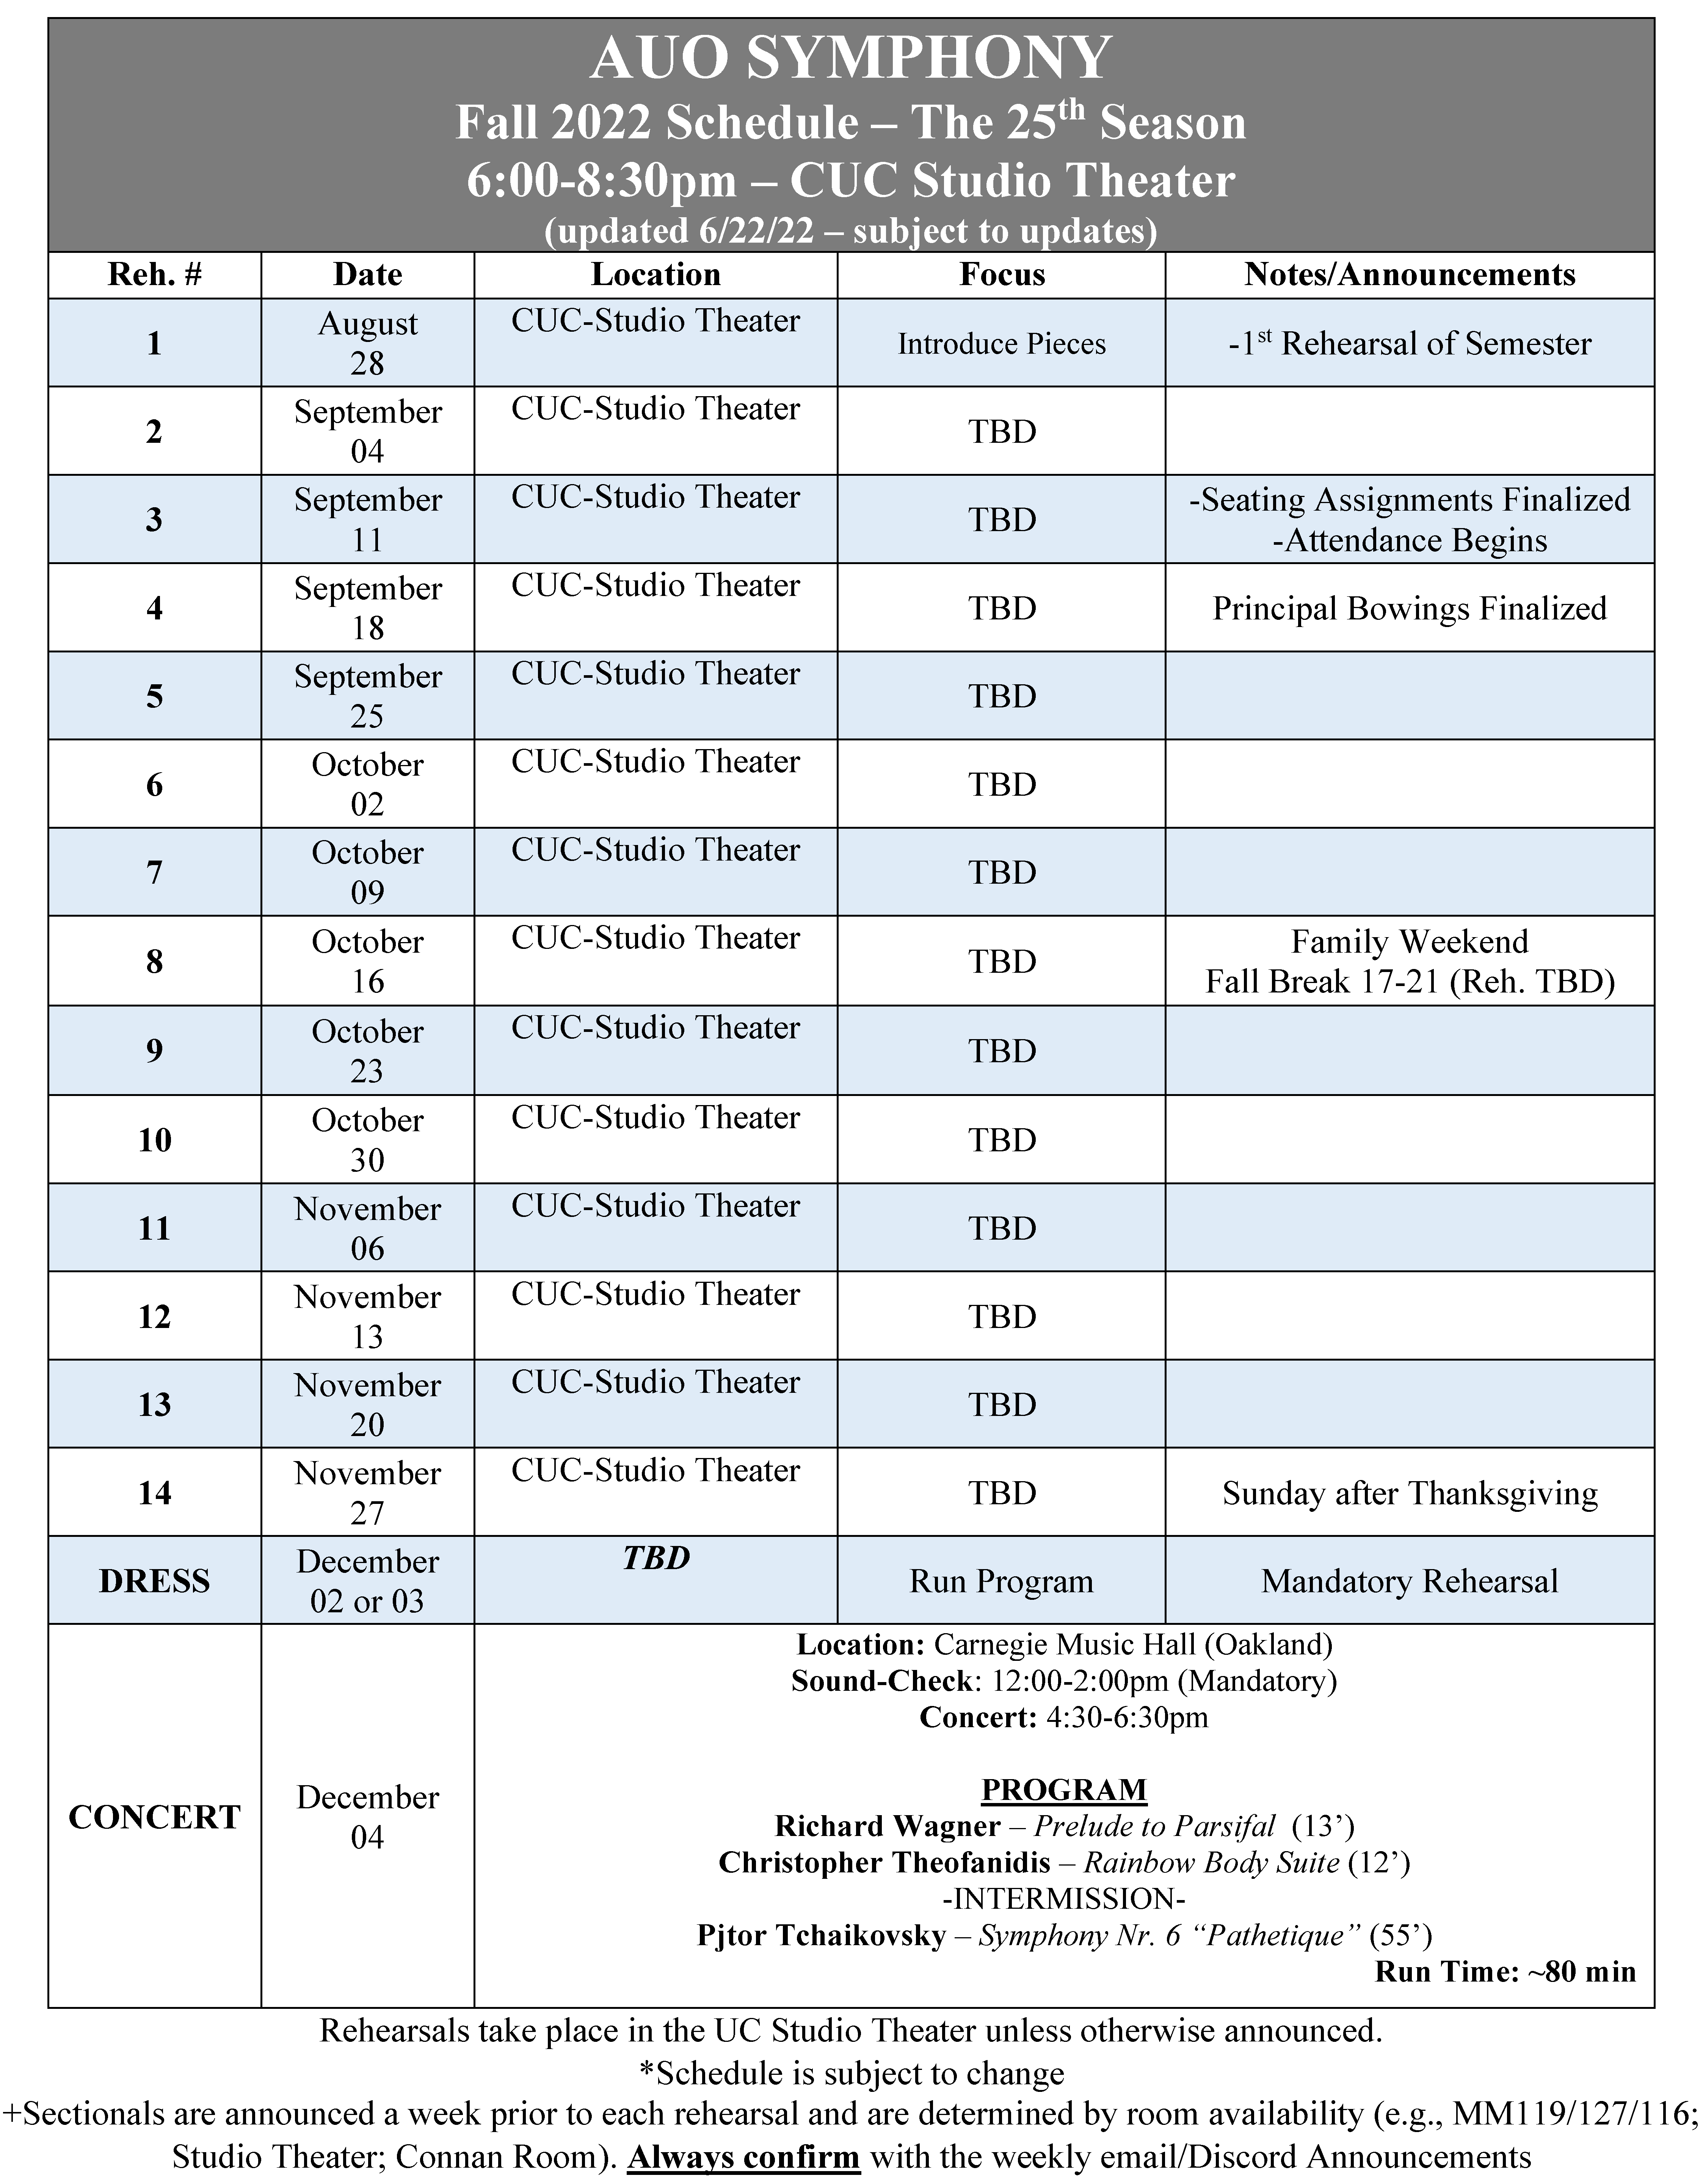 AUO SYMPHONY
Fall 2022 Schedule – The 25th Season
6:00-8:30pm – CUC Studio Theater
(updated 6/22/22 – subject to updates)
Reh. # Date Location Focus Notes/Announcements
1 August 28 CUC-Studio Theater Introduce Pieces -1st Rehearsal of Semester
2 September 04 CUC-Studio Theater TBD
3 September 11 CUC-Studio Theater TBD -Seating Assignments Finalized -Attendance Begins
4 September 18 CUC-Studio Theater TBD Principal Bowings Finalized
5 September 25 CUC-Studio Theater TBD
6 October 02 CUC-Studio Theater TBD
7 October 09 CUC-Studio Theater TBD
8 October 16 CUC-Studio Theater TBD Family Weekend Fall Break 17-21 (Reh. TBD)
9 October 23 CUC-Studio Theater TBD
10 October 30 CUC-Studio Theater TBD
11 November 06 CUC-Studio Theater TBD
12 November 13 CUC-Studio Theater TBD
13 November 20 CUC-Studio Theater TBD
14 November 27 CUC-Studio Theater TBD Sunday after Thanksgiving
DRESS December 02 or 03 TBD Run Program Mandatory Rehearsal
CONCERT December 04
Location: Carnegie Music Hall (Oakland)
Sound-Check: 12:00-2:00pm (Mandatory)
Concert: 4:30-6:30pm
PROGRAM
Richard Wagner – Prelude to Parsifal (13’)
Christopher Theofanidis – Rainbow Body Suite (12’)
-INTERMISSION-
Pjtor Tchaikovsky – Symphony Nr. 6 “Pathetique” (55’)
Run Time: ~80 min
Rehearsals take place in the UC Studio Theater unless otherwise announced.
*Schedule is subject to change
+Sectionals are announced a week prior to each rehearsal and are determined by room availability (e.g., MM119/127/116;
Studio Theater; Connan Room). Always confirm with the weekly email/Discord Announcements